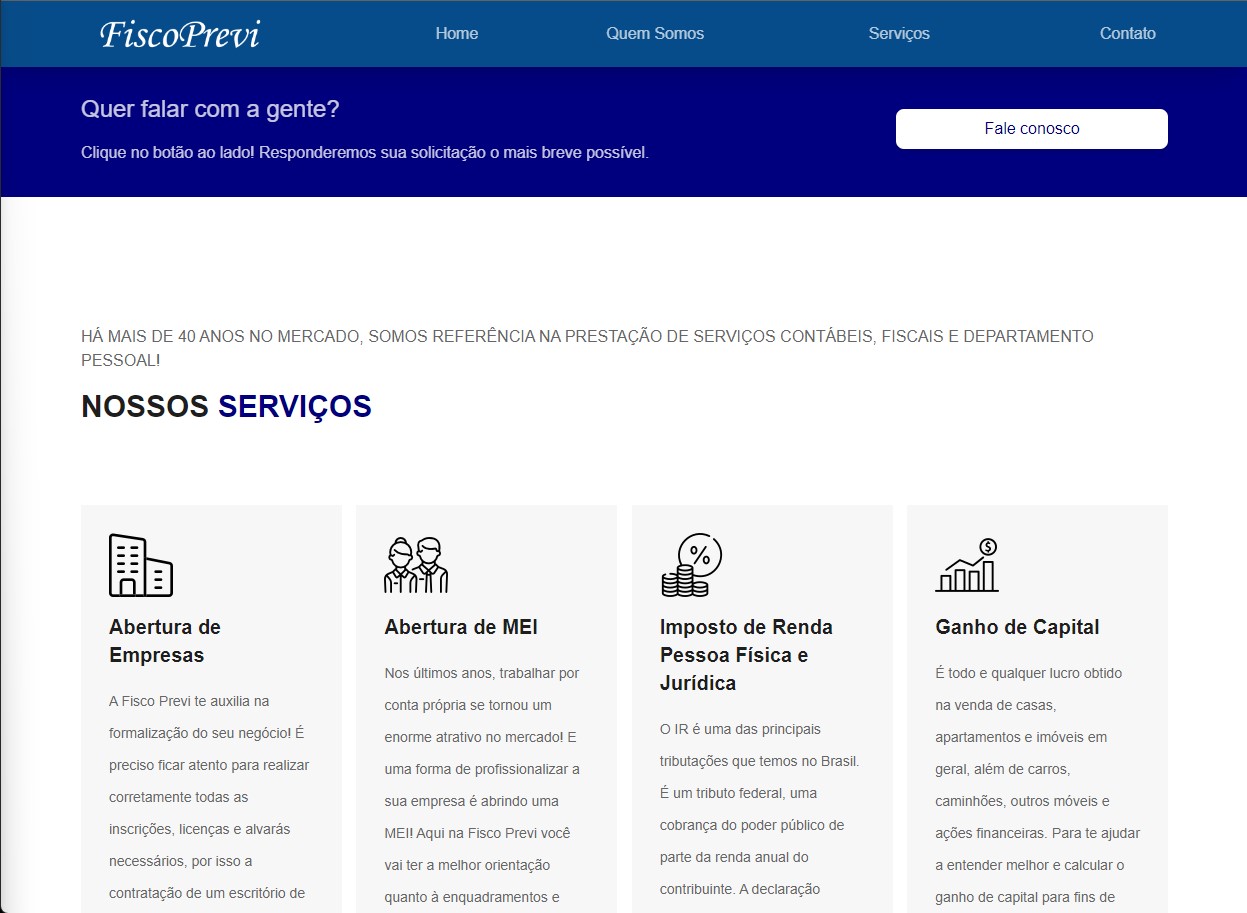 FiscoPrevi
Home
Quem Somos
Serviços
Contato
Quer falar com a gente?
Clique no botão ao lado! Responderemos sua solicitação o mais breve possível.
Fale conosco
HÁ MAIS DE 40 ANOS NO MERCADO, SOMOS REFERÊNCIA NA PRESTAÇÃO DE SERVIÇOS CONTÁBEIS, FISCAIS E DEPARTAMENTO
PESSOAL!
NOSSOS SERVIÇOS
Abertura de
Empresas
A Fisco Previ te auxilia na
formalização do seu negócio! É
preciso ficar atento para realizar
corretamente todas as
inscrições, licenças e alvarás
necessários, por isso a
contratação de um escritório de
Abertura de MEI
Nos últimos anos, trabalhar por
conta própria se tornou um
enorme atrativo no mercado! E
uma forma de profissionalizar a
sua empresa é abrindo uma
MEI! Aqui na Fisco Previ você
vai ter a melhor orientação
quanto à enquadramentos e
%
Imposto de Renda
Pessoa Física e
Jurídica
O IR é uma das principais
tributações que temos no Brasil.
É um tributo federal, uma
cobrança do poder público de
parte da renda anual do
contribuinte. A declaração
$
Ganho de Capital
É todo e qualquer lucro obtido
na venda de casas,
apartamentos e imóveis em
geral, além de carros,
caminhões, outros móveis e
ações financeiras. Para te ajudar
a entender melhor e calcular o
ganho de capital para fins de